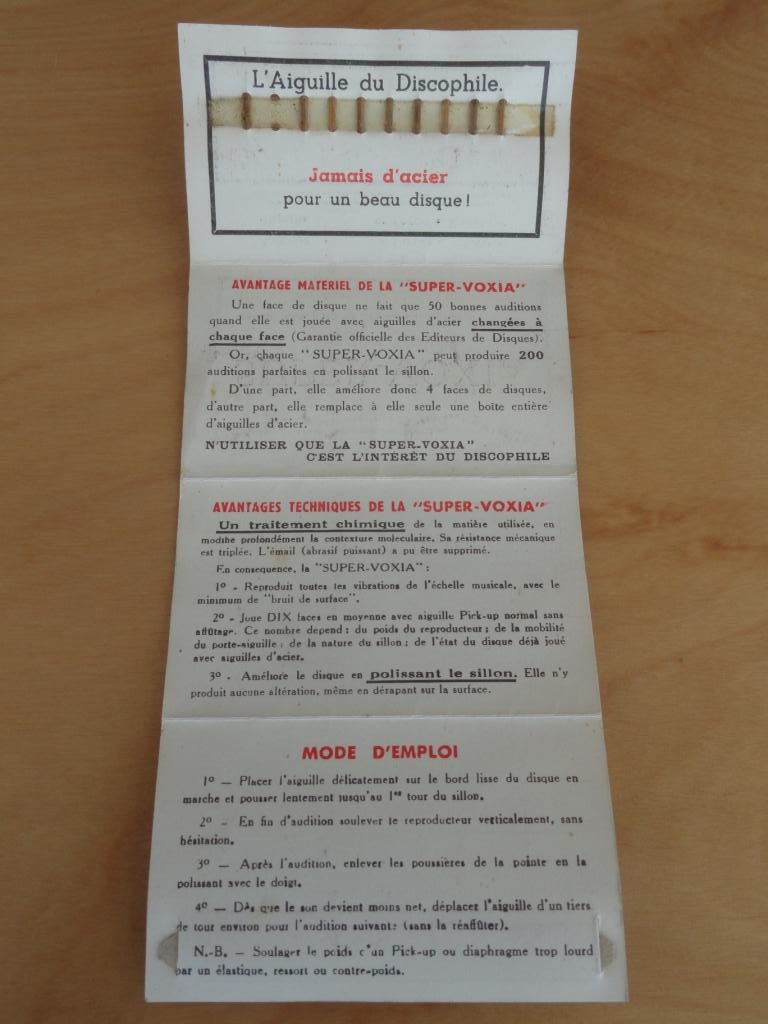 L'Aiguille du Discophile.
Jamais d'acier
pour un beau disque !
AVANTAGE MATERIEL DE LA "SUPER-VOXIA"
Une face de disque ne fait que 50 bonnes auditions
quand elle est jouée avec aiguilles d'acier changées à
chaque face (Garantie officielle des Editeurs de Disques).
Or, chaque "SUPER-VOXIA" peut produire 200
auditions parfaites en polissant le sillon.
D'une part, elle améliore donc 4 faces de disques,
d'autre part, elle remplace à elle seule une boîte entière
d'aiguilles d'acier.
N'UTILISER QUE LA "SUPER-VOXIA"
C'EST L'INTÉRÊT DU DISCOPHILE
AVANTAGES TECHNIQUES DE LA "SUPER-VOXIA"
Un traitement chimique de la matière utilisée, en
modifie profondément la contexture moleculaire. Sa résistance mécanique
est triplée. L'émail (abrasif puissant) a pu être supprimé.
En consequence, la "SUPER-VOXIA" :
1º - Reproduit toutes les vibrations de l'échelle musicale, avec le
minimum de "bruit de surface".
2º - Joue DIX faces en moyenne avec aiguille Pick-up normal sans
affûtage. Ce nombre depend : du poids du reproducteur ; de la mobilité
du porte-aiguille ; de la nature du sillon ; de l'état du disque déjà joué
avec aiguilles d'acier.
3º - Améliore le disque en polissant le sillon. Elle n'y
produit aucune altération, même en dérapant sur la surface.
MODE D'EMPLOI
1º — Placer l'aiguille délicatement sur le bord lisse du disque en
marche et pousser lentement jusqu'au 1er tour du sillon.
2º - En fin d'audition soulever le reproducteur verticalement, sans
hésitation.
3º — Après l'audition, enlever les poussières de la pointe en la
polissant avec le doigt.
4º — Dès que le son devient moins net, déplacer l'aiguille d'un tiers
de tour environ pour l'audition suivante (sans la réaffûter).
N.-B. — Soulager le poids d'un Pick-up ou diaphragme trop lourd
par un élastique, ressort ou contre-poids.